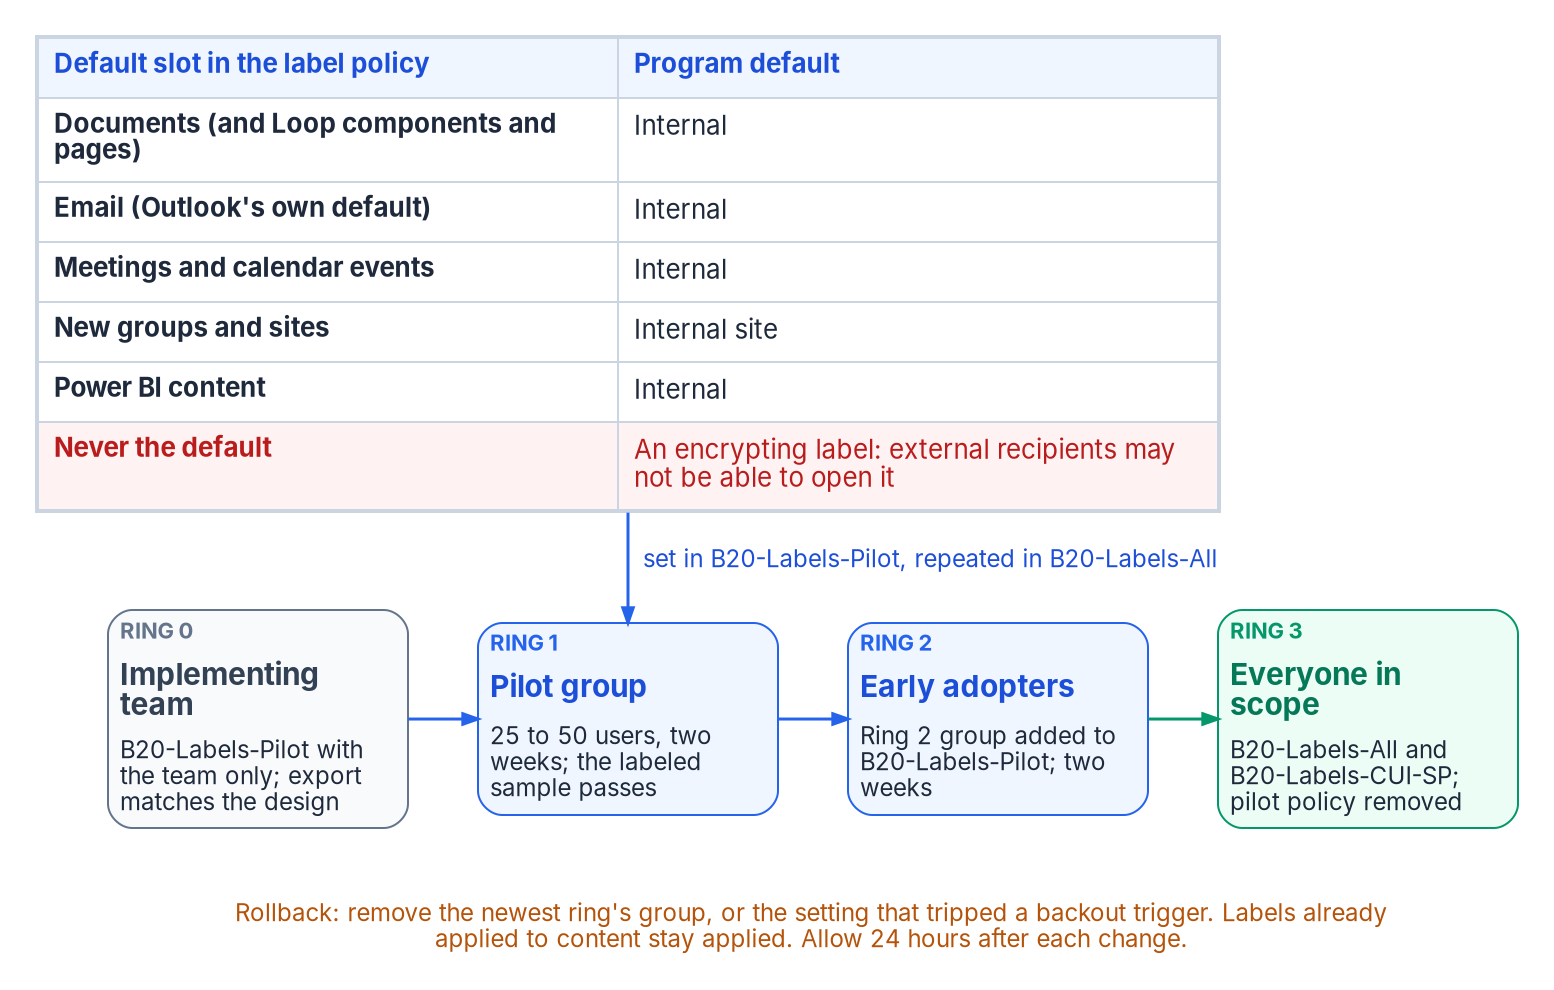 Default slot in the label policy
Program default
Documents (and Loop components and
pages)
Internal
Email (Outlook's own default)
Internal
Meetings and calendar events
Internal
New groups and sites
Internal site
Power BI content
Internal
Never the default
An encrypting label: external recipients may
not be able to open it
set in B20-Labels-Pilot, repeated in B20-Labels-All
RING 0
Implementing
team
B20-Labels-Pilot with
the team only; export
matches the design
RING 1
Pilot group
25 to 50 users, two
weeks; the labeled
sample passes
RING 2
Early adopters
Ring 2 group added to
B20-Labels-Pilot; two
weeks
RING 3
Everyone in
scope
B20-Labels-All and
B20-Labels-CUI-SP;
pilot policy removed
Rollback: remove the newest ring's group, or the setting that tripped a backout trigger. Labels already
applied to content stay applied. Allow 24 hours after each change.